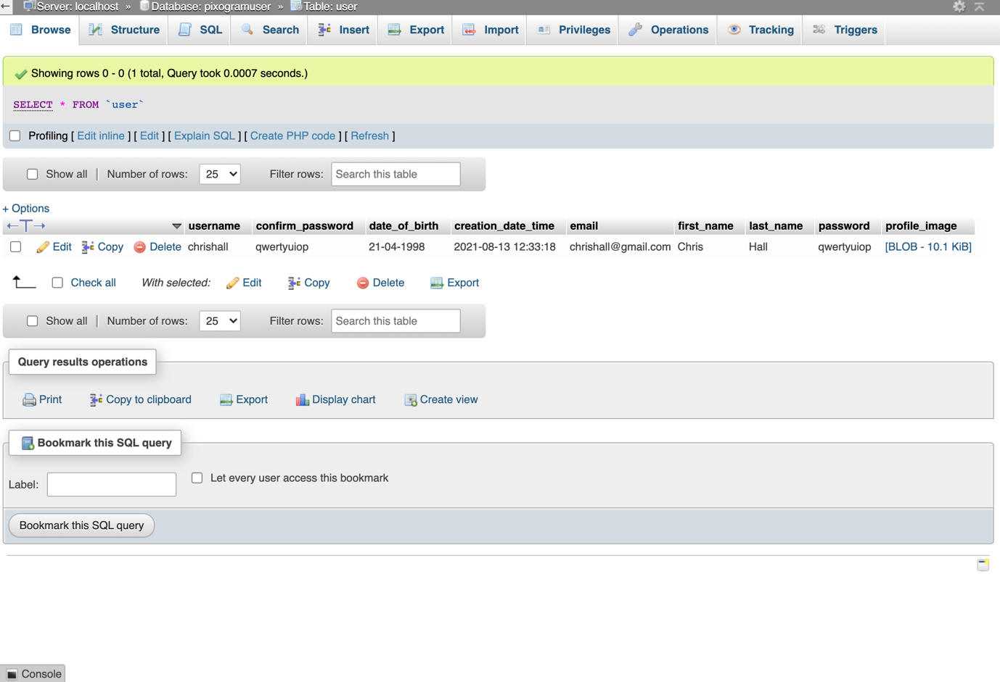 Server: localhost » Database: pixogramuser » Table: user
Browse Structure SQL Search Insert Export Import Privileges Operations Tracking Triggers
Showing rows 0 - 0 (1 total, Query took 0.0007 seconds.)
SELECT * FROM `user`
Profiling [ Edit inline ] [ Edit ] [ Explain SQL ] [ Create PHP code ] [ Refresh ]
Show all | Number of rows: 25 Filter rows: Search this table
+ Options
username confirm_password date_of_birth creation_date_time email first_name last_name password profile_image
Edit Copy Delete chrishall qwertyuiop 21-04-1998 2021-08-13 12:33:18 chrishall@gmail.com Chris Hall qwertyuiop [BLOB - 10.1 KiB]
Check all With selected: Edit Copy Delete Export
Show all | Number of rows: 25 Filter rows: Search this table
Query results operations
Print Copy to clipboard Export Display chart Create view
Bookmark this SQL query
Label: Let every user access this bookmark
Bookmark this SQL query
Console